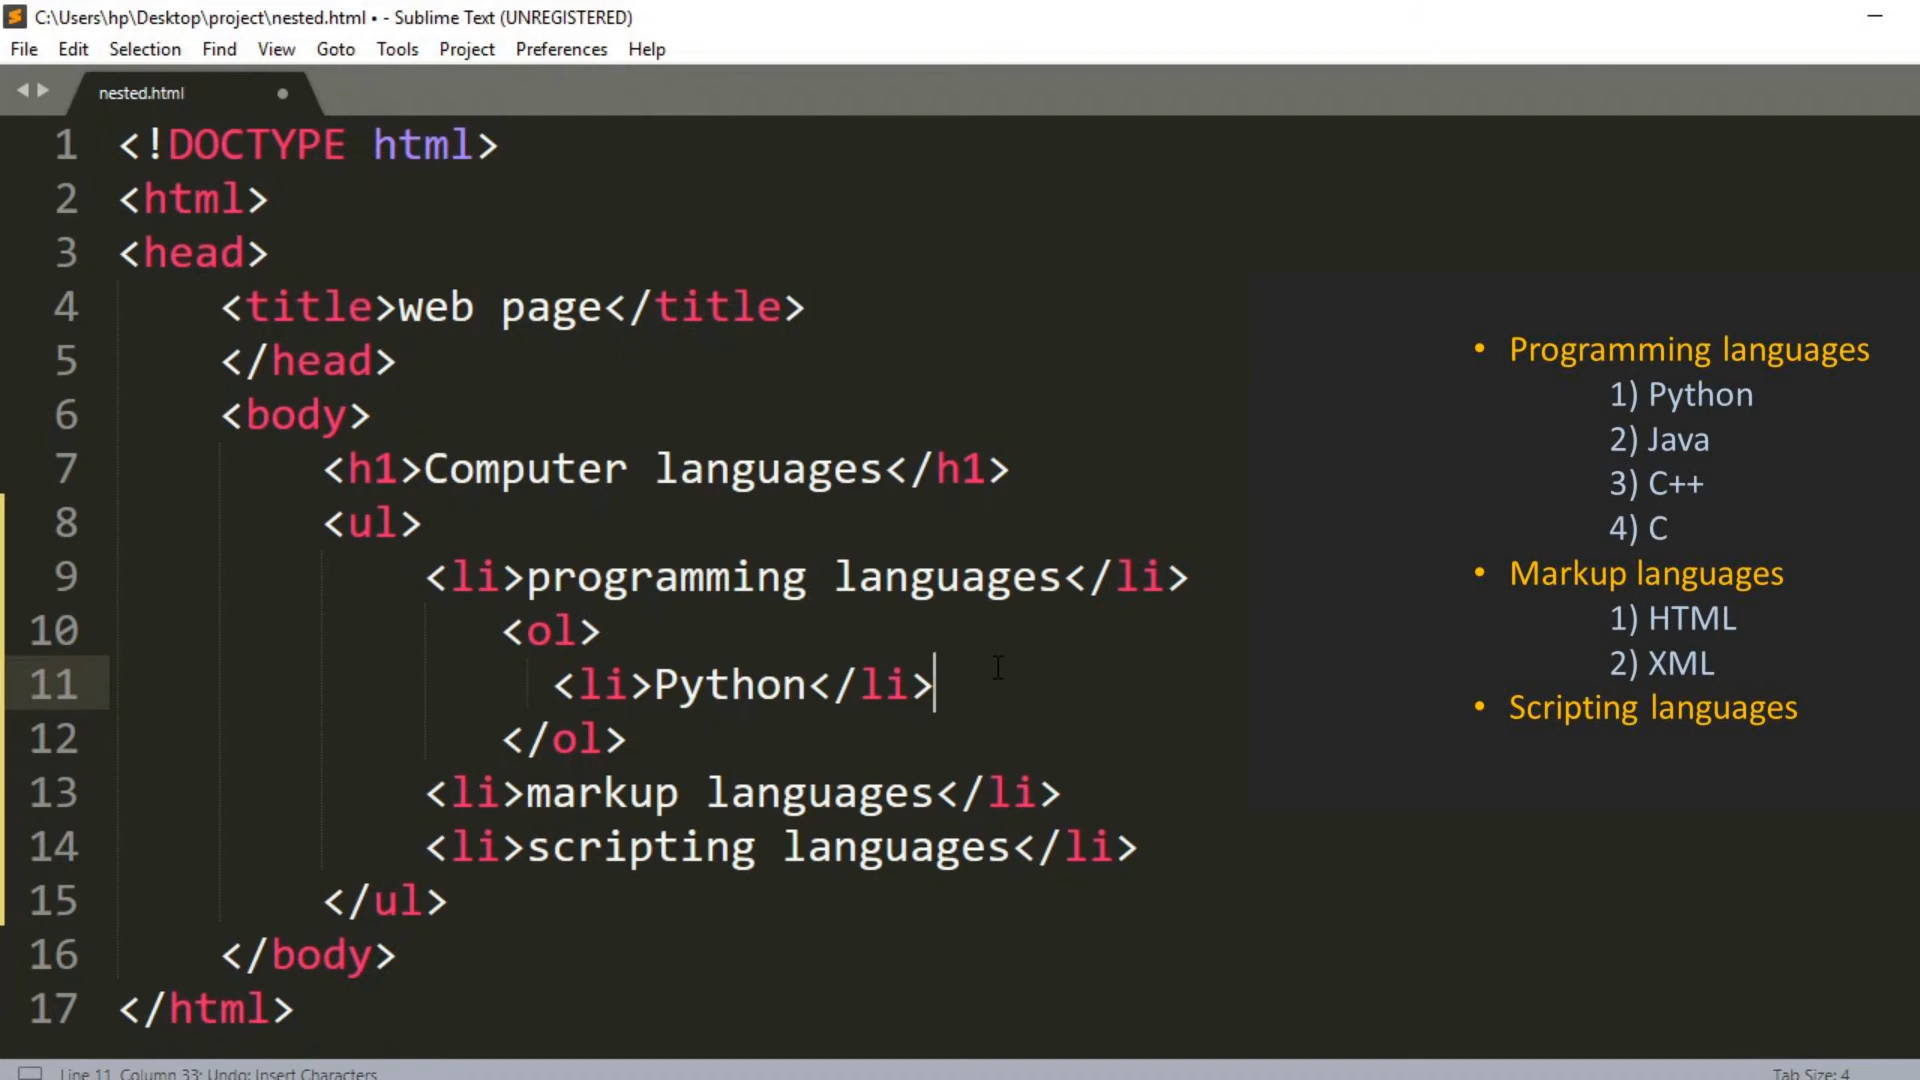 C:\Users\hp\Desktop\project\nested.html • - Sublime Text (UNREGISTERED)
File Edit Selection Find View Goto Tools Project Preferences Help
nested.html
1 <!DOCTYPE html>
2 <html>
3 <head>
4 <title>web page</title>
5 </head>
6 <body>
7 <h1>Computer languages</h1>
8 <ul>
9 <li>programming languages</li>
10 <ol>
11 <li>Python</li>
12 </ol>
13 <li>markup languages</li>
14 <li>scripting languages</li>
15 </ul>
16 </body>
17 </html>
• Programming languages
1) Python
2) Java
3) C++
4) C
• Markup languages
1) HTML
2) XML
• Scripting languages
Line 11, Column 33; Undo: Insert Characters
Tab Size: 4